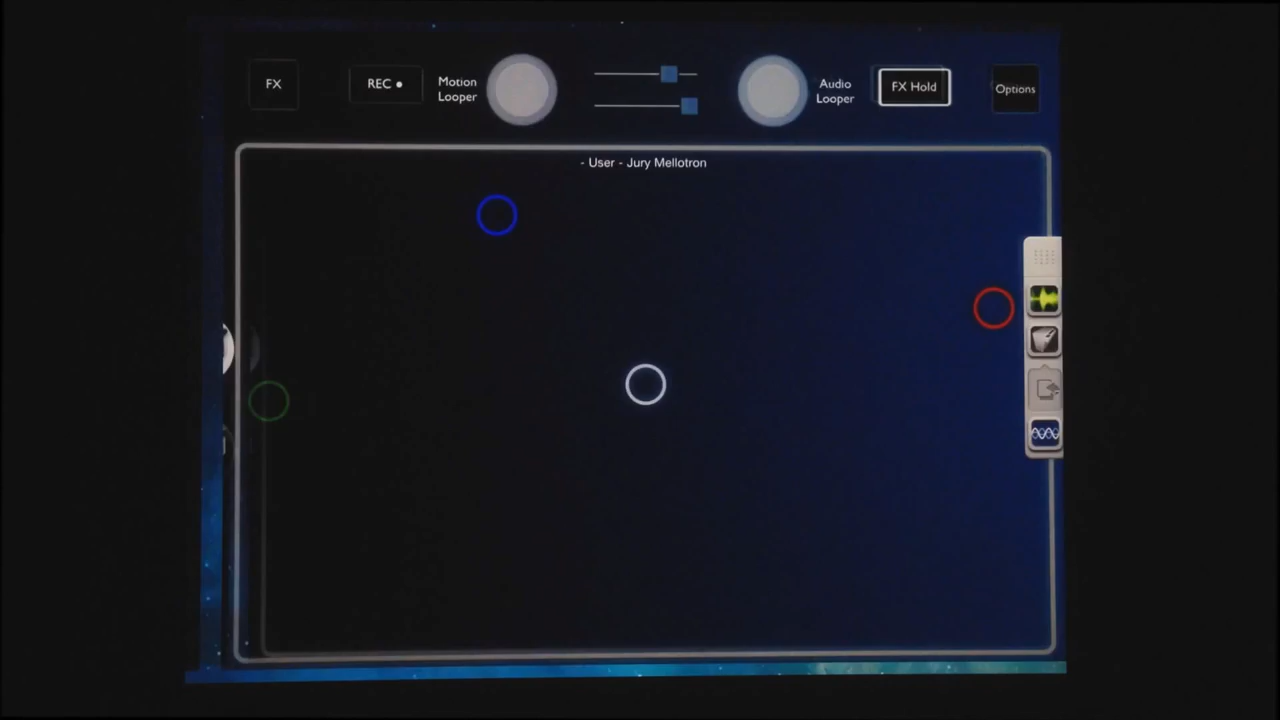 FX
REC ●
Motion
Looper
Audio
Looper
FX Hold
Options
- User - Jury Mellotron